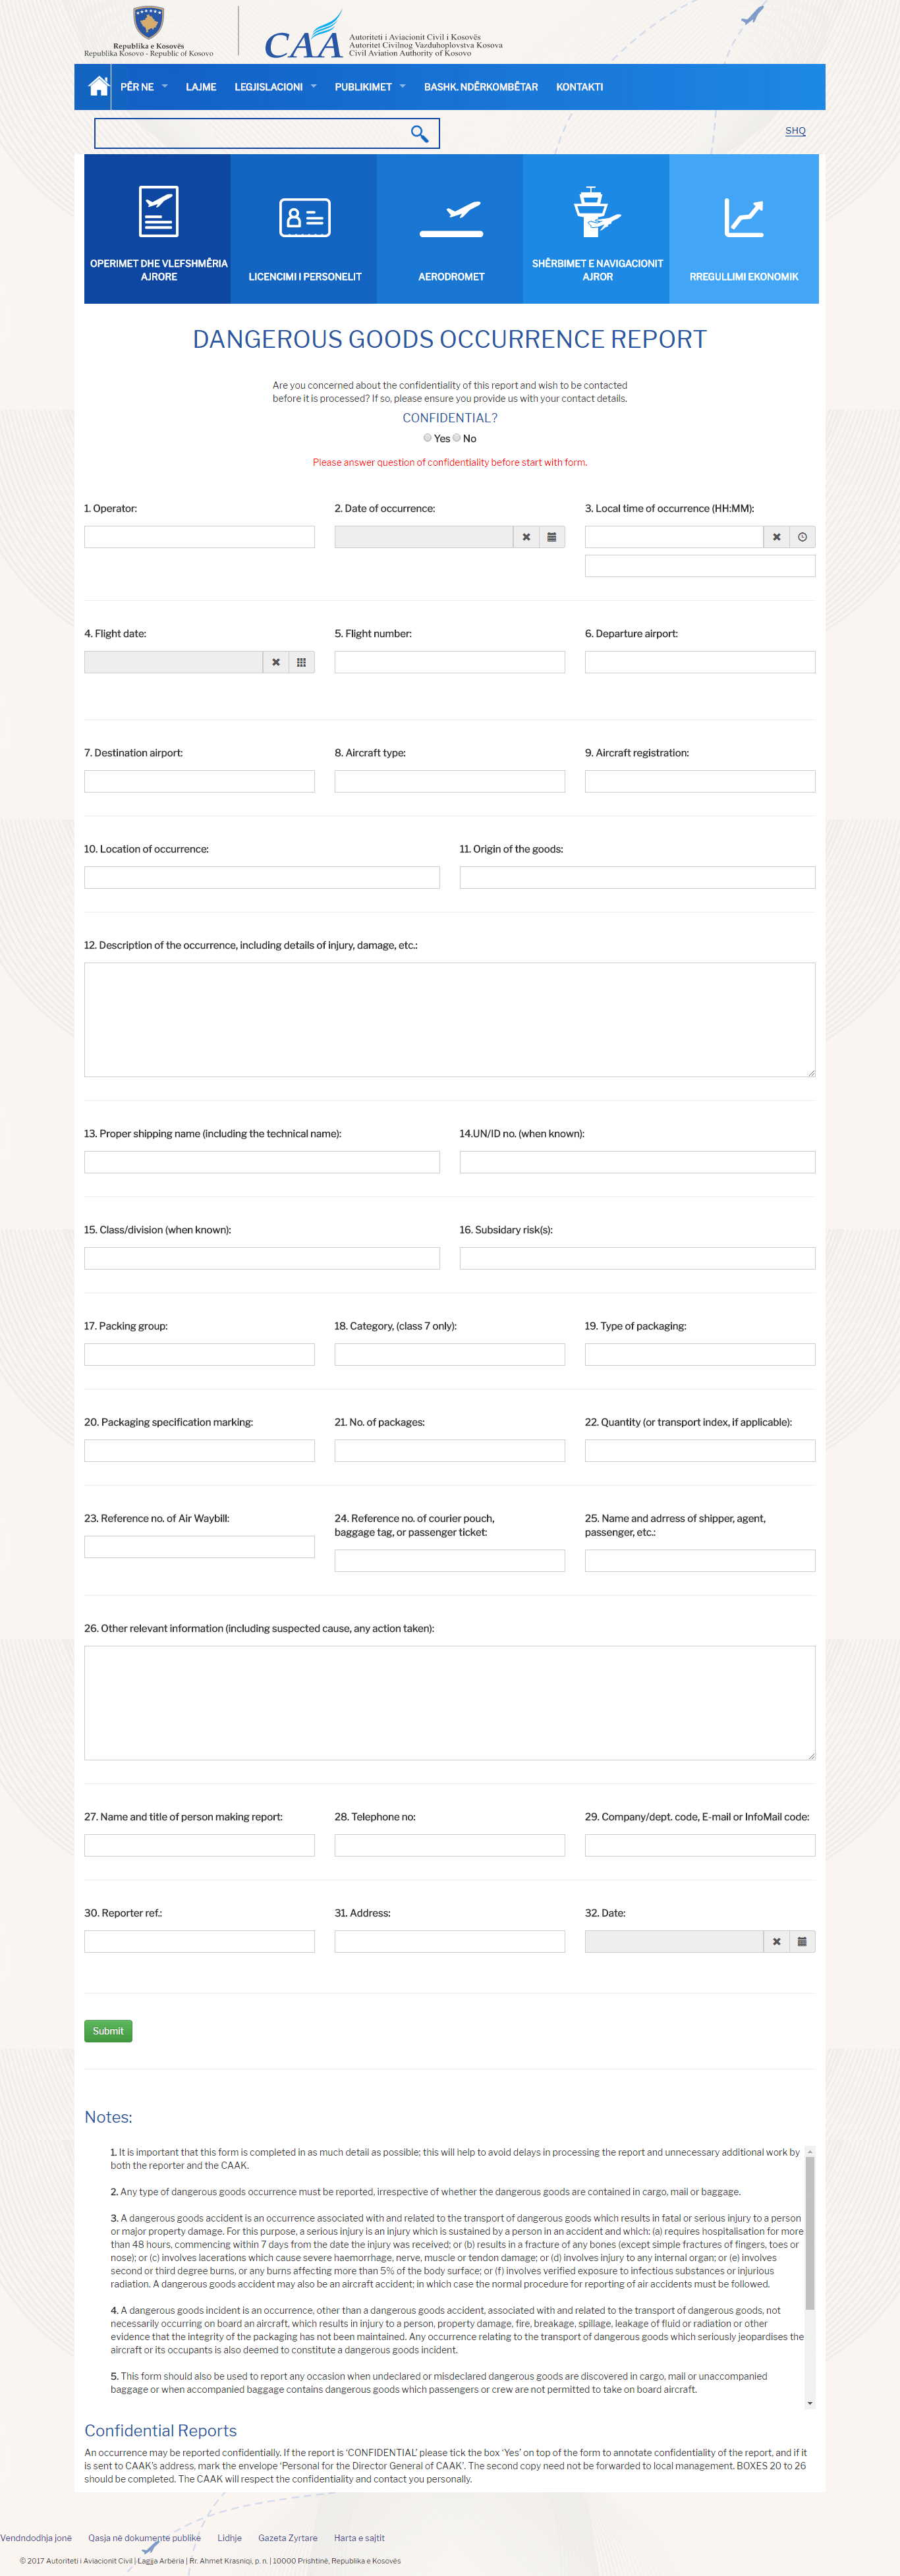 Republika e Kosovës
Republika Kosovo - Republic of Kosovo
CAA
Autoriteti i Aviacionit Civil i Kosovës
Autoritet Civilnog Vazduhoplovstva Kosova
Civil Aviation Authority of Kosovo
PËR NE LAJME LEGJISLACIONI PUBLIKIMET BASHK. NDËRKOMBËTAR KONTAKTI
SHQ
OPERIMET DHE VLEFSHMËRIA
AJRORE
LICENCIMI I PERSONELIT
AERODROMET
SHËRBIMET E NAVIGACIONIT
AJROR
RREGULLIMI EKONOMIK
DANGEROUS GOODS OCCURRENCE REPORT
Are you concerned about the confidentiality of this report and wish to be contacted
before it is processed? If so, please ensure you provide us with your contact details.
CONFIDENTIAL?
Yes No
Please answer question of confidentiality before start with form.
1. Operator:
2. Date of occurrence:
3. Local time of occurrence (HH:MM):
4. Flight date:
5. Flight number:
6. Departure airport:
7. Destination airport:
8. Aircraft type:
9. Aircraft registration:
10. Location of occurrence:
11. Origin of the goods:
12. Description of the occurrence, including details of injury, damage, etc.:
13. Proper shipping name (including the technical name):
14.UN/ID no. (when known):
15. Class/division (when known):
16. Subsidary risk(s):
17. Packing group:
18. Category, (class 7 only):
19. Type of packaging:
20. Packaging specification marking:
21. No. of packages:
22. Quantity (or transport index, if applicable):
23. Reference no. of Air Waybill:
24. Reference no. of courier pouch,
baggage tag, or passenger ticket:
25. Name and adrress of shipper, agent,
passenger, etc.:
26. Other relevant information (including suspected cause, any action taken):
27. Name and title of person making report:
28. Telephone no:
29. Company/dept. code, E-mail or InfoMail code:
30. Reporter ref.:
31. Address:
32. Date:
Submit
Notes:
1. It is important that this form is completed in as much detail as possible; this will help to avoid delays in processing the report and unnecessary additional work by
both the reporter and the CAAK.
2. Any type of dangerous goods occurrence must be reported, irrespective of whether the dangerous goods are contained in cargo, mail or baggage.
3. A dangerous goods accident is an occurrence associated with and related to the transport of dangerous goods which results in fatal or serious injury to a person
or major property damage. For this purpose, a serious injury is an injury which is sustained by a person in an accident and which: (a) requires hospitalisation for more
than 48 hours, commencing within 7 days from the date the injury was received; or (b) results in a fracture of any bones (except simple fractures of fingers, toes or
nose); or (c) involves lacerations which cause severe haemorrhage, nerve, muscle or tendon damage; or (d) involves injury to any internal organ; or (e) involves
second or third degree burns, or any burns affecting more than 5% of the body surface; or (f) involves verified exposure to infectious substances or injurious
radiation. A dangerous goods accident may also be an aircraft accident; in which case the normal procedure for reporting of air accidents must be followed.
4. A dangerous goods incident is an occurrence, other than a dangerous goods accident, associated with and related to the transport of dangerous goods, not
necessarily occurring on board an aircraft, which results in injury to a person, property damage, fire, breakage, spillage, leakage of fluid or radiation or other
evidence that the integrity of the packaging has not been maintained. Any occurrence relating to the transport of dangerous goods which seriously jeopardises the
aircraft or its occupants is also deemed to constitute a dangerous goods incident.
5. This form should also be used to report any occasion when undeclared or misdeclared dangerous goods are discovered in cargo, mail or unaccompanied
baggage or when accompanied baggage contains dangerous goods which passengers or crew are not permitted to take on board aircraft.
Confidential Reports
An occurrence may be reported confidentially. If the report is ‘CONFIDENTIAL’ please tick the box ‘Yes’ on top of the form to annotate confidentiality of the report, and if it
is sent to CAAK’s address, mark the envelope ‘Personal for the Director General of CAAK’. The second copy need not be forwarded to local management. BOXES 20 to 26
should be completed. The CAAK will respect the confidentiality and contact you personally.
Vendndodhja jonë Qasja në dokumentë publikë Lidhje Gazeta Zyrtare Harta e sajtit
© 2017 Autoriteti i Aviacionit Civil | Lagjja Arbëria | Rr. Ahmet Krasniqi, p. n. | 10000 Prishtinë, Republika e Kosovës